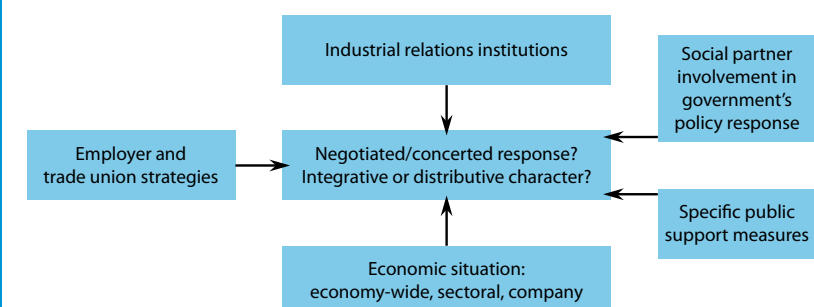 Industrial relations institutions
Social partner
involvement in
government's
policy response
Employer and
trade union strategies
Negotiated/concerted response?
Integrative or distributive character?
Specific public
support measures
Economic situation:
economy-wide, sectoral, company